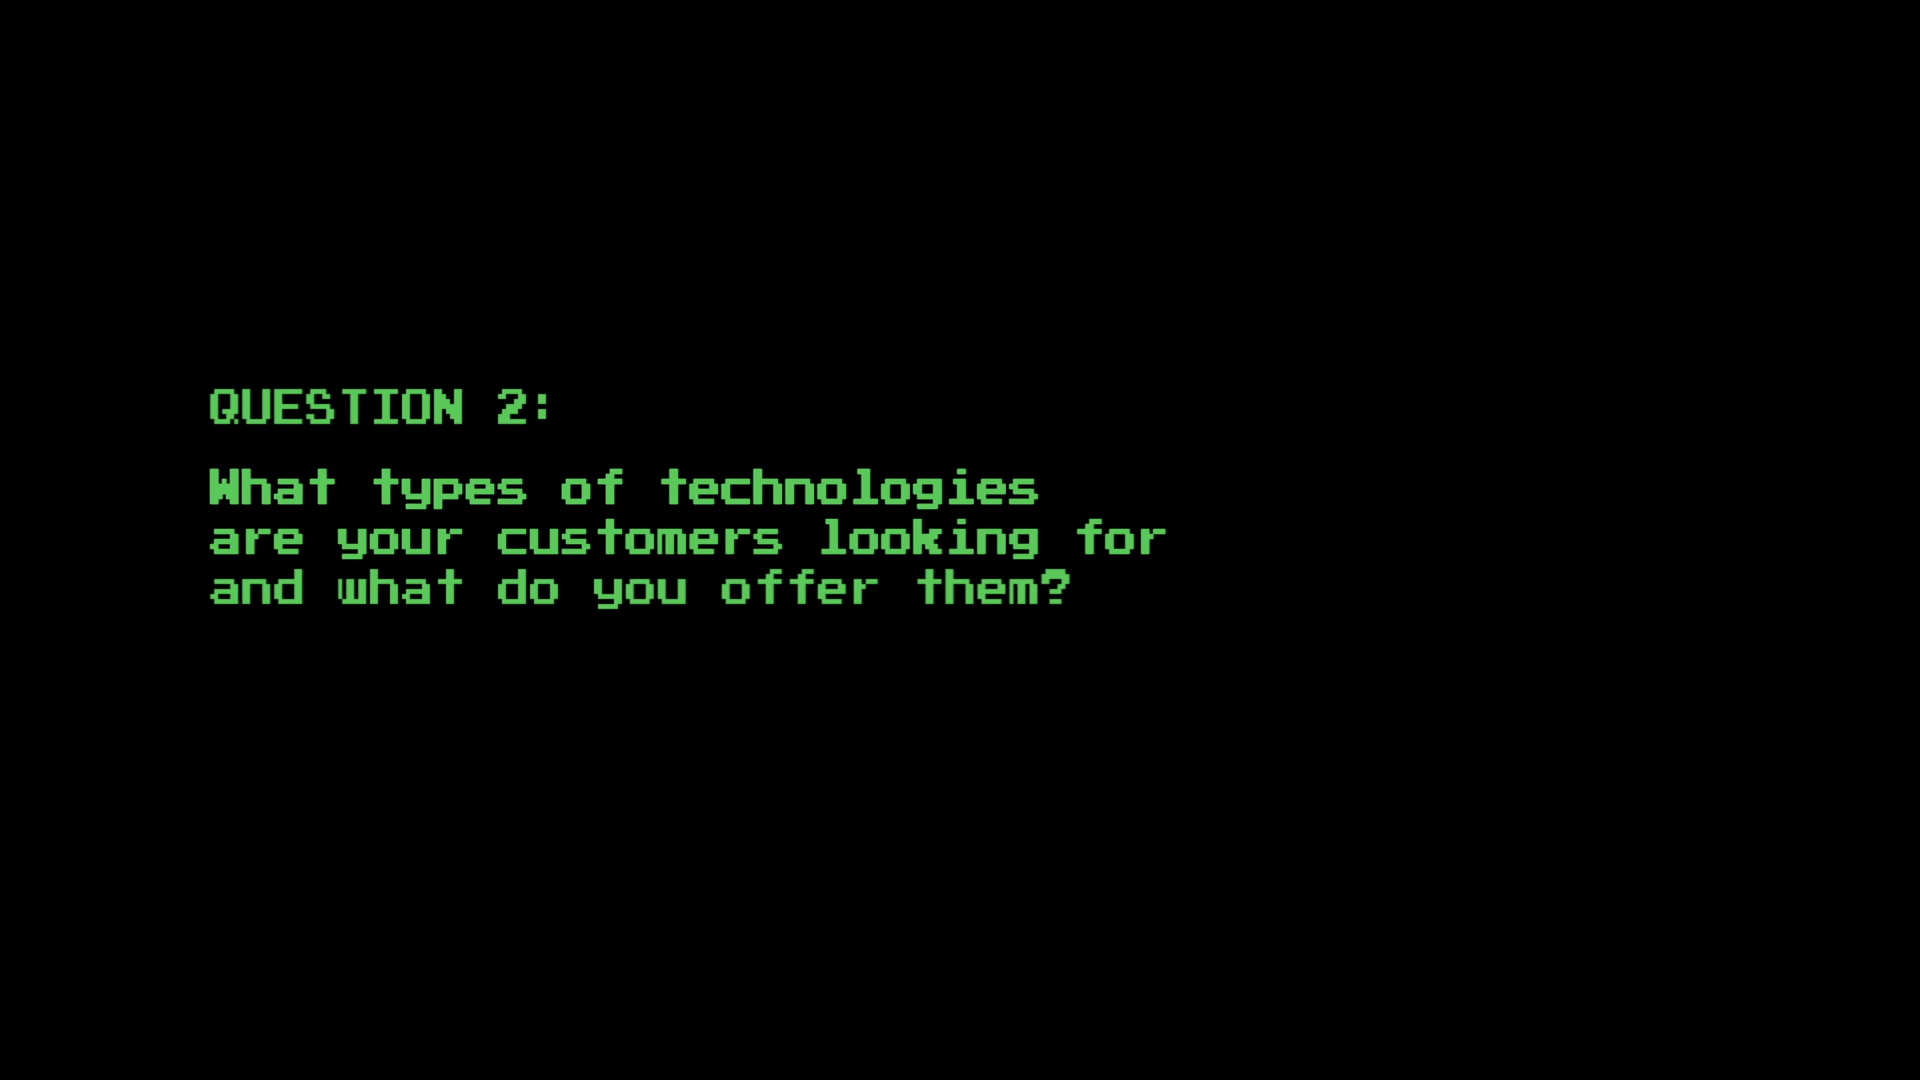 QUESTION 2:
What types of technologies
are your customers looking for
and what do you offer them?